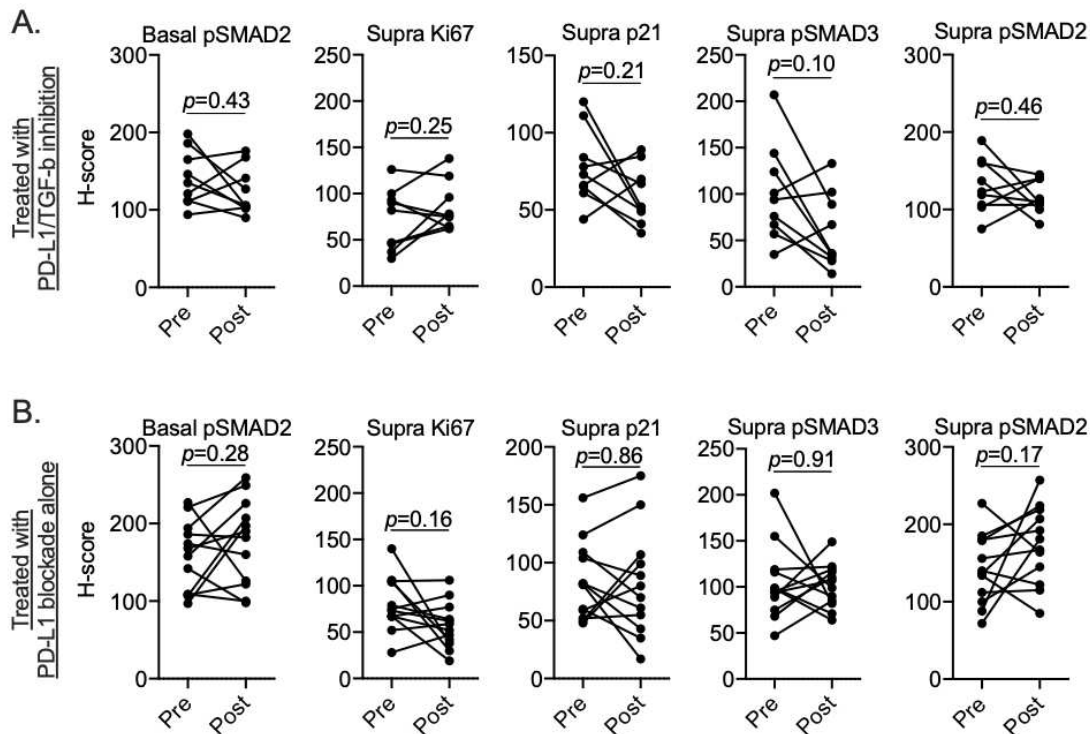 A.
Treated with
PD-L1/TGF-b inhibition
H-score
Basal pSMAD2
p=0.43
300
200
100
0
Pre
Post
Supra Ki67
p=0.25
250
200
150
100
50
0
Pre
Post
Supra p21
p=0.21
150
100
50
0
Pre
Post
Supra pSMAD3
p=0.10
250
200
150
100
50
0
Pre
Post
Supra pSMAD2
p=0.46
300
200
100
0
Pre
Post
B.
Treated with
PD-L1 blockade alone
H-score
Basal pSMAD2
p=0.28
300
200
100
0
Pre
Post
Supra Ki67
p=0.16
250
200
150
100
50
0
Pre
Post
Supra p21
p=0.86
200
150
100
50
0
Pre
Post
Supra pSMAD3
p=0.91
250
200
150
100
50
0
Pre
Post
Supra pSMAD2
p=0.17
300
200
100
0
Pre
Post